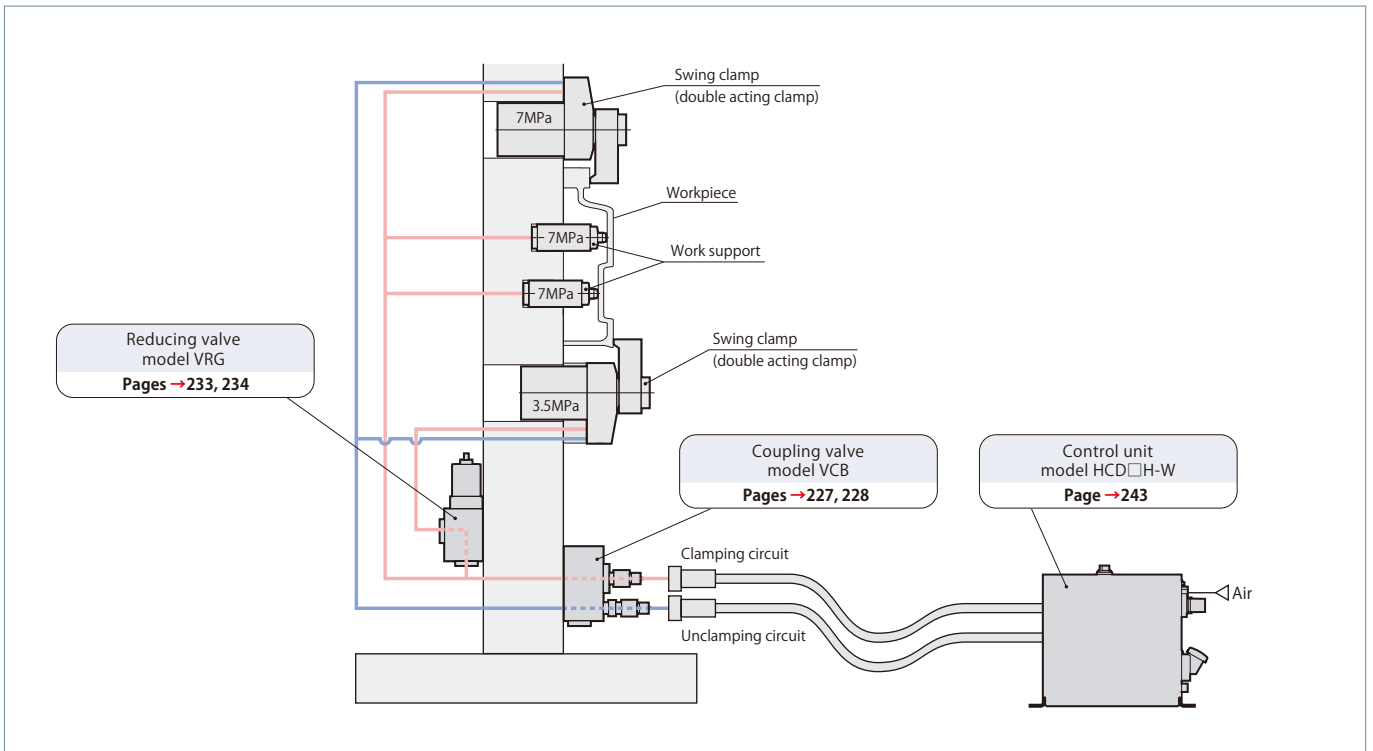 Swing clamp
(double acting clamp)
7MPa
Workpiece
7MPa
Work support
7MPa
Reducing valve
model VRG
Pages →233, 234
Swing clamp
(double acting clamp)
3.5MPa
Coupling valve
model VCB
Pages →227, 228
Control unit
model HCD□H-W
Page →243
Clamping circuit
Air
Unclamping circuit